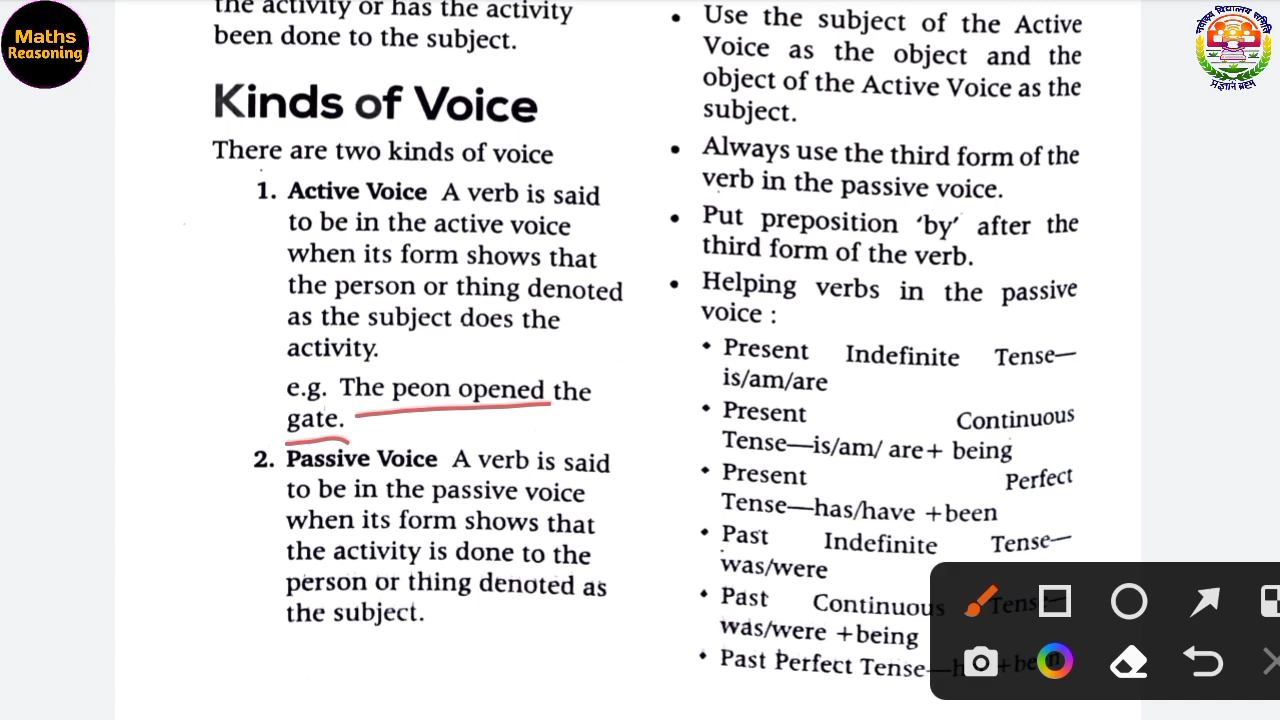 Maths
Reasoning
the activity or has the activity
been done to the subject.
Kinds of Voice
There are two kinds of voice
1. Active Voice A verb is said
to be in the active voice
when its form shows that
the person or thing denoted
as the subject does the
activity.
e.g. The peon opened the
gate.
2. Passive Voice A verb is said
to be in the passive voice
when its form shows that
the activity is done to the
person or thing denoted as
the subject.
• Use the subject of the Active
Voice as the object and the
object of the Active Voice as the
subject.
• Always use the third form of the
verb in the passive voice.
• Put preposition ‘by’ after the
third form of the verb.
• Helping verbs in the passive
voice :
• Present Indefinite Tense—
is/am/are
• Present Continuous
Tense—is/am/ are+ being
• Present Perfect
Tense—has/have +been
• Past Indefinite Tense—
was/were
• Past Continuous Tense—
was/were +being
• Past Perfect Tense—
नवोदय विद्यालय समिति
प्रज्ञानं ब्रह्म